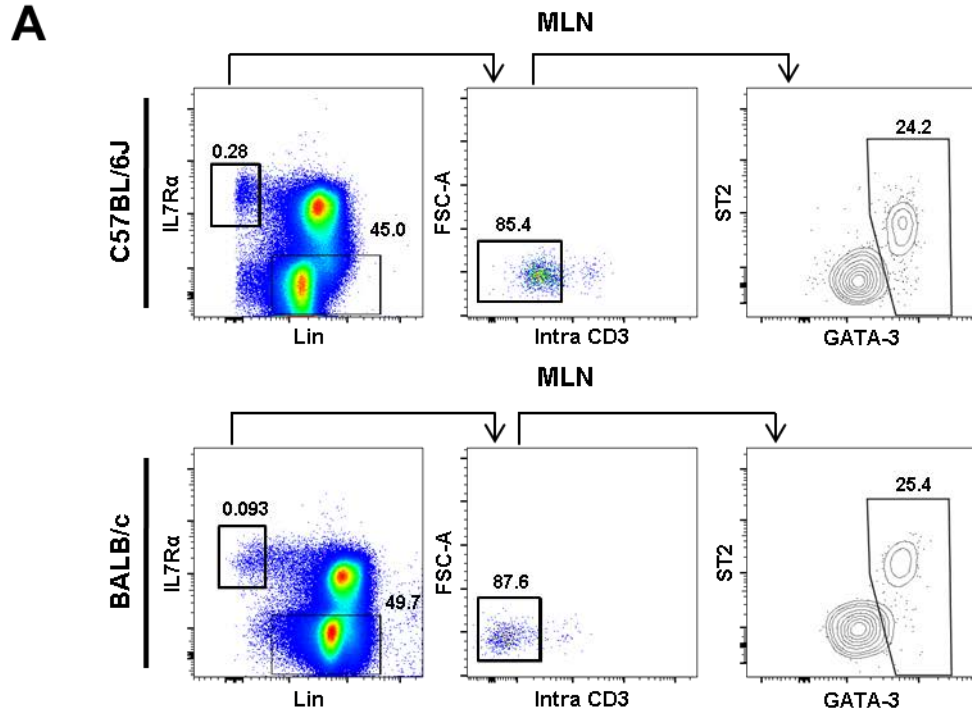 A
MLN
C57BL/6J
IL7Rα
0.28
45.0
Lin
FSC-A
85.4
Intra CD3
ST2
24.2
GATA-3
MLN
BALB/c
IL7Rα
0.093
49.7
Lin
FSC-A
87.6
Intra CD3
ST2
25.4
GATA-3